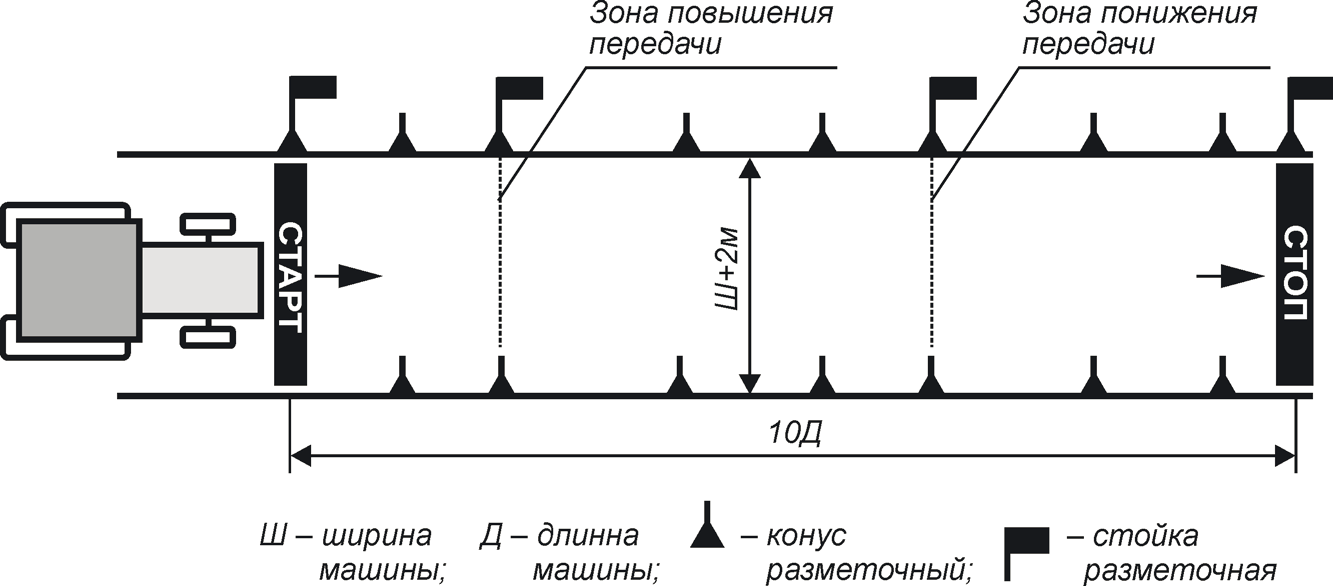 Зона повышения
передачи
Зона понижения
передачи
СТАРТ
Ш+2м
СТОП
10Д
Ш – ширина
машины;
Д – длинна
машины;
– конус
разметочный;
– стойка
разметочная